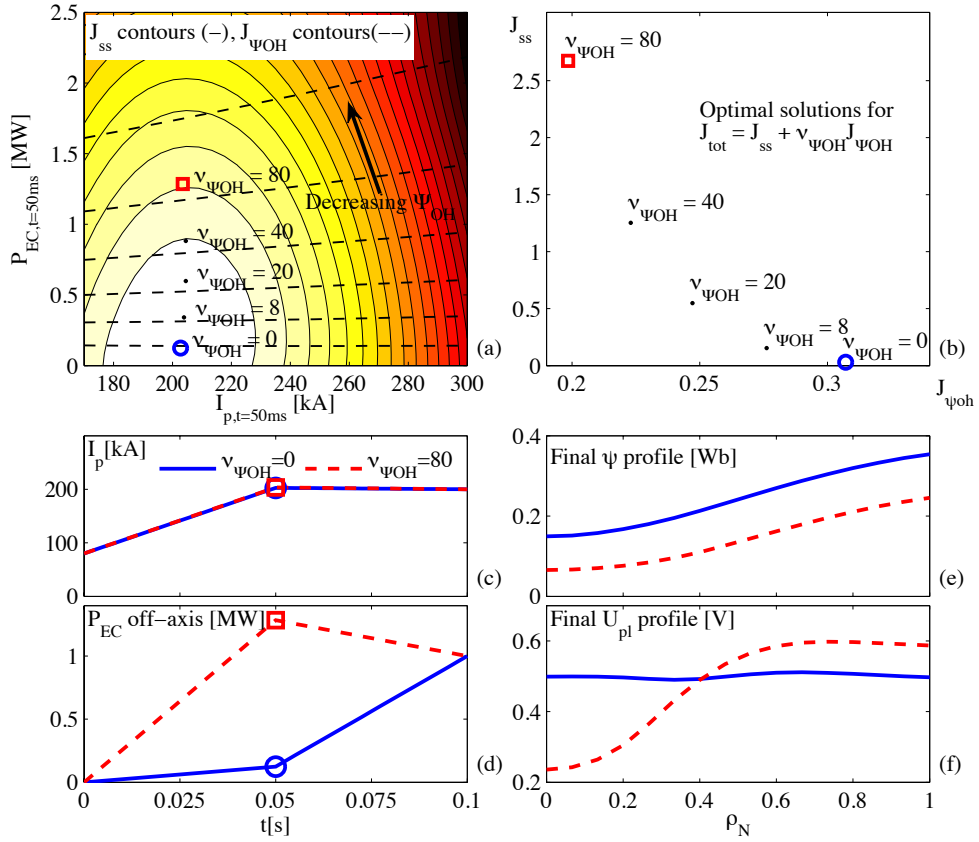 J_ss contours (−), J_ΨOH contours(−−)
2.5
2
1.5
1
0.5
0
P_EC,t=50ms [MW]
ν_ΨOH = 80
Decreasing Ψ_OH
ν_ΨOH = 40
ν_ΨOH = 20
ν_ΨOH = 8
ν_ΨOH = 0
(a)
180 200 220 240 260 280 300
I_p,t=50ms [kA]
J_ss
3
2.5
2
1.5
1
0.5
0
ν_ΨOH = 80
Optimal solutions for
J_tot = J_ss + ν_ΨOH J_ΨOH
ν_ΨOH = 40
ν_ΨOH = 20
ν_ΨOH = 8
ν_ΨOH = 0
(b)
0.2 0.25 0.3
J_ψoh
I_p[kA]
ν_ΨOH=0 ν_ΨOH=80
200
100
0
(c)
Final ψ profile [Wb]
0.4
0.2
0
(e)
P_EC off−axis [MW]
1
0.5
0
(d)
0 0.025 0.05 0.075 0.1
t[s]
Final U_pl profile [V]
0.6
0.4
0.2
(f)
0 0.2 0.4 0.6 0.8 1
ρ_N